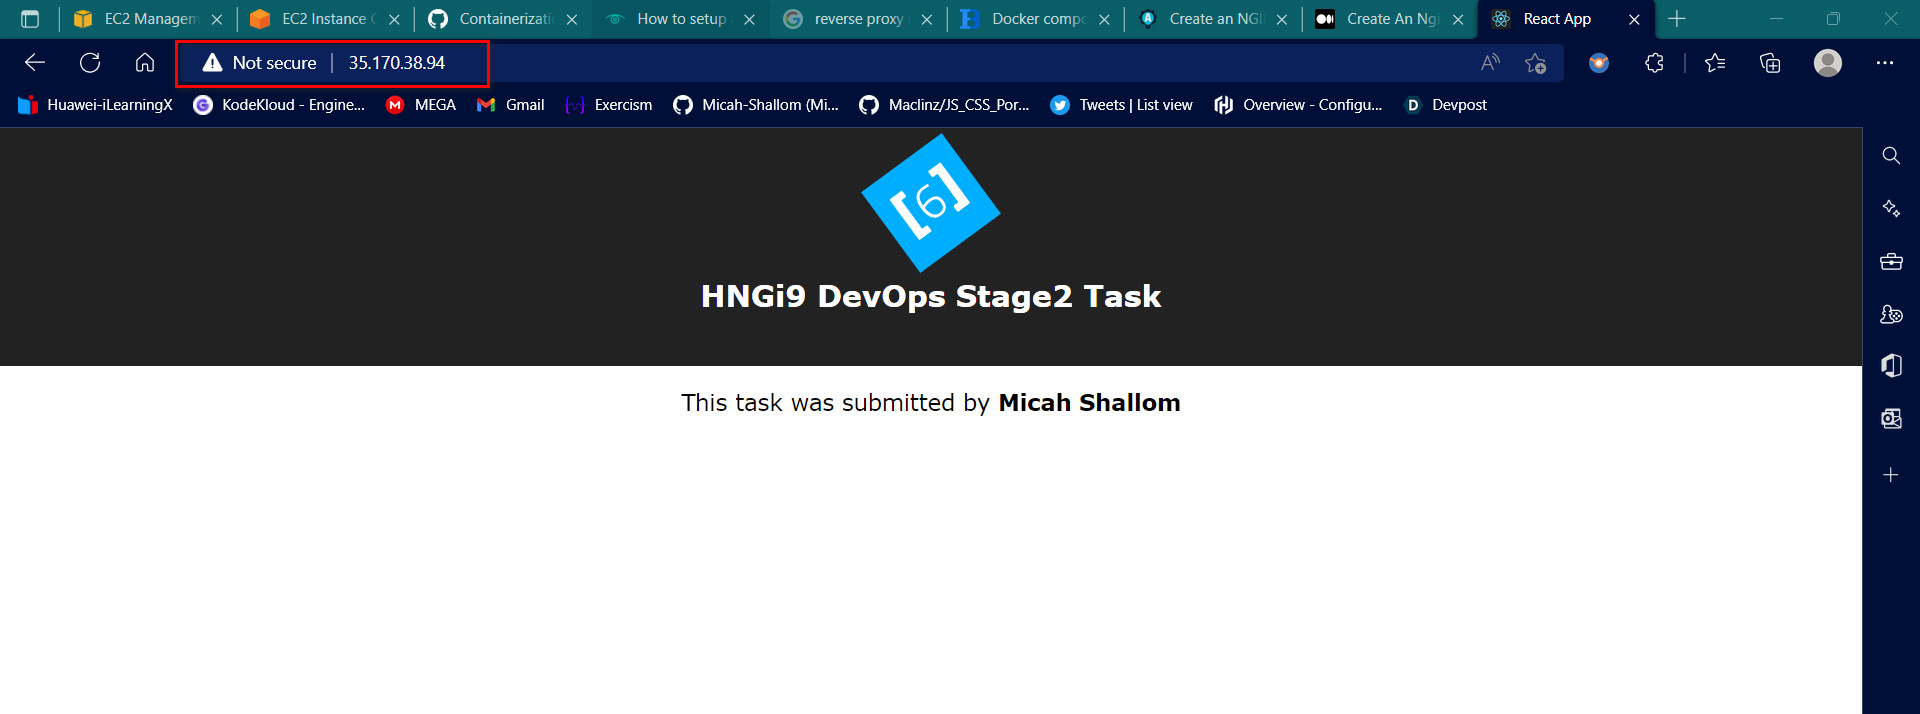 EC2 Managem
EC2 Instance C
Containerizatio
How to setup
reverse proxy
Docker compo
Create an NGI
Create An Ngi
React App
Not secure
35.170.38.94
Huawei-iLearningX
KodeKloud - Engine...
MEGA
Gmail
Exercism
Micah-Shallom (Mi...
Maclinz/JS_CSS_Por...
Tweets | List view
Overview - Configu...
Devpost
[6]
HNGi9 DevOps Stage2 Task
This task was submitted by Micah Shallom